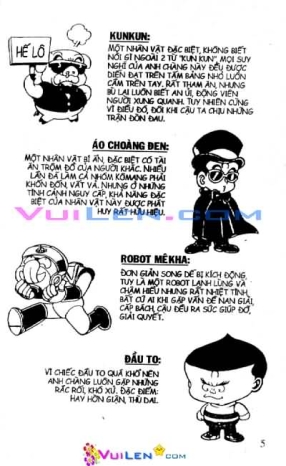 HẾ LÔ
KUNKUN:
MỘT NHÂN VẬT ĐẶC BIỆT, KHÔNG BIẾT
NÓI GÌ NGOÀI 2 TỪ "KUN KUN", MỌI SUY
NGHĨ CỦA ANH CHÀNG NÀY ĐỀU ĐƯỢC
DIỄN ĐẠT TRÊN TẤM BẢNG NHỎ LUÔN
CẦM TRÊN TAY. RẤT THAM ĂN, NHƯNG
BÙ LẠI LUÔN BIẾT AN ỦI, ĐỘNG VIÊN
NGƯỜI XUNG QUANH. TUY NHIÊN CŨNG
VÌ ĐIỀU ĐÓ, ĐÔI KHI CẬU TA CHỊU NHỮNG
TRẬN ĐÒN ĐAU.
ÁO CHOÀNG ĐEN:
MỘT NHÂN VẬT BÍ ẨN, ĐẶC BIỆT CÓ TÀI
ĂN TRỘM ĐỒ CỦA NGƯỜI KHÁC. NHIỀU
LẦN ĐÃ LÀM CẢ NHÓM KÔMANG PHẢI
KHỐN ĐỐN, VẤT VẢ. NHƯNG Ở NHỮNG
TÌNH CẢNH NGUY CẤP, KHẢ NĂNG ĐẶC
BIỆT CỦA NHÂN VẬT NÀY ĐƯỢC PHÁT
HUY RẤT HỮU HIỆU.
VUILEN.COM
ROBOT MÊKHA:
ĐƠN GIẢN SONG DỄ BỊ KÍCH ĐỘNG,
TUY LÀ MỘT ROBOT LẠNH LÙNG VÀ
CHẬM HIỂU NHƯNG RẤT NHIỆT TÌNH,
BẤT CỨ AI KHI GẶP VẤN ĐỀ NAN GIẢI,
CẤP BÁCH, CẬU ĐỀU RA SỨC GIÚP ĐỠ,
GIẢI QUYẾT.
ĐẦU TO:
VÌ CHIẾC ĐẦU TO QUÁ KHỔ NÊN
ANH CHÀNG LUÔN GẶP NHỮNG
RẮC RỐI, KHÓ XỬ. ĐẶC ĐIỂM:
HAY HỜN GIẬN, THÙ DAI.
5
VUILEN.COM